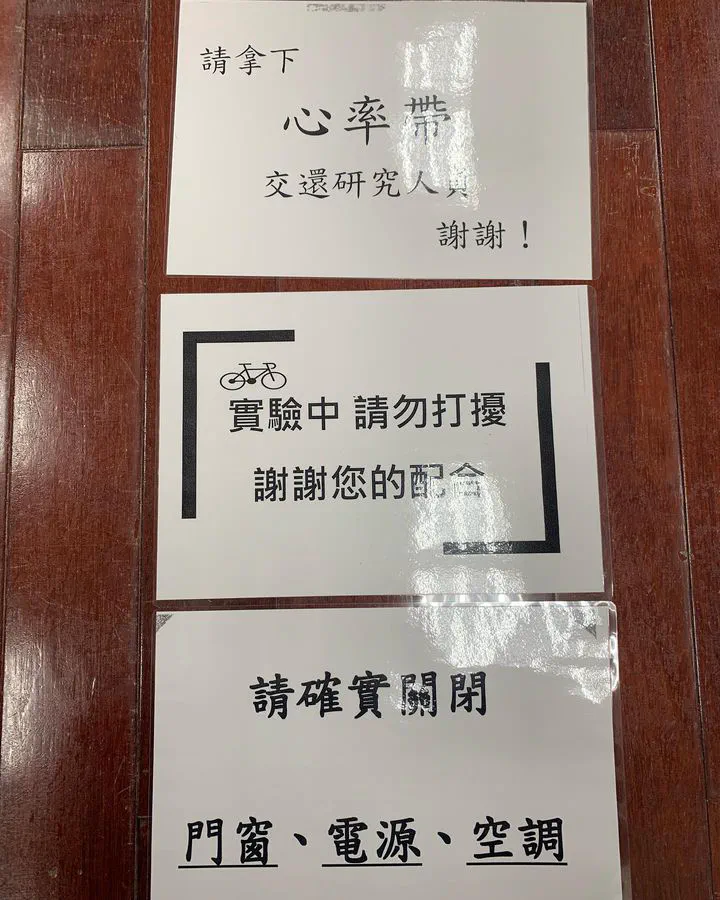 請拿下
心率帶
交還研究人員
謝謝！
實驗中 請勿打擾
謝謝您的配合
請確實關閉
門窗、電源、空調